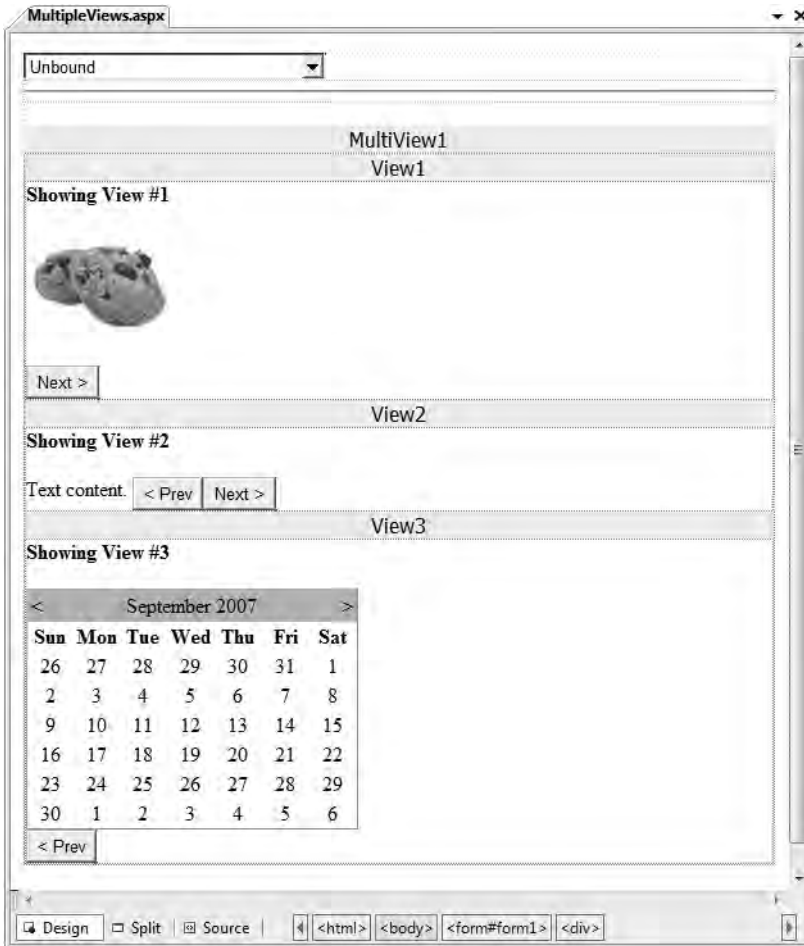 MultipleViews.aspx
Unbound
MultiView1
View1
Showing View #1
Next >
View2
Showing View #2
Text content. < Prev Next >
View3
Showing View #3
< September 2007 >
Sun Mon Tue Wed Thu Fri Sat
26 27 28 29 30 31 1
2 3 4 5 6 7 8
9 10 11 12 13 14 15
16 17 18 19 20 21 22
23 24 25 26 27 28 29
30 1 2 3 4 5 6
< Prev
Design Split Source <html> <body> <form#form1> <div>